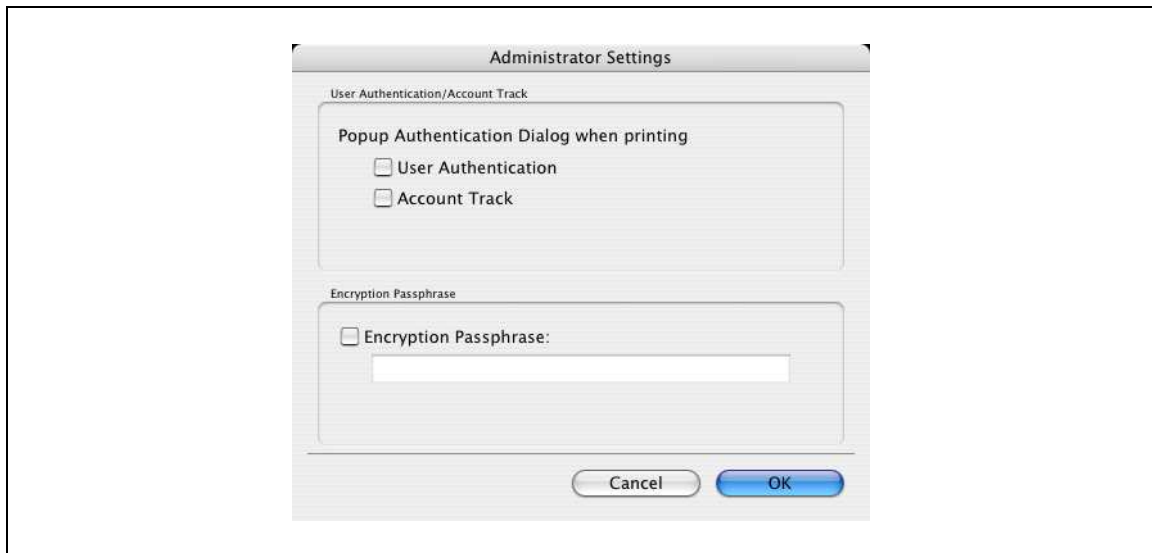 Administrator Settings
User Authentication/Account Track
Popup Authentication Dialog when printing
User Authentication
Account Track
Encryption Passphrase
Encryption Passphrase:
Cancel
OK